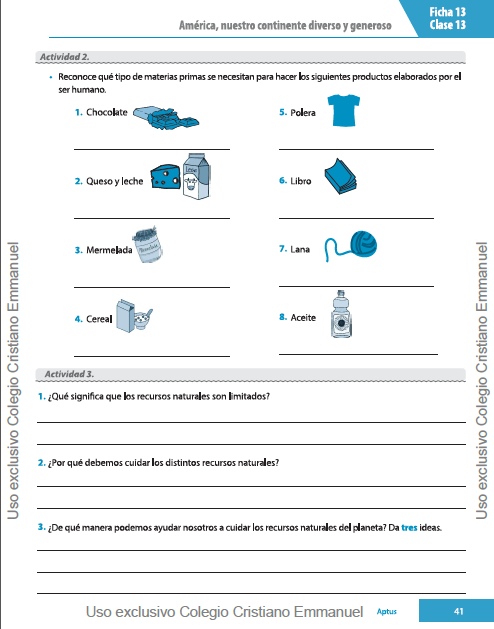 Ficha 13
América, nuestro continente diverso y generoso
Clase 13
Actividad 2.
• Reconoce qué tipo de materias primas se necesitan para hacer los siguientes productos elaborados por el
ser humano.
1. Chocolate
5. Polera
2. Queso y leche
6. Libro
3. Mermelada
7. Lana
4. Cereal
8. Aceite
Actividad 3.
1. ¿Qué significa que los recursos naturales son limitados?
2. ¿Por qué debemos cuidar los distintos recursos naturales?
3. ¿De qué manera podemos ayudar nosotros a cuidar los recursos naturales del planeta? Da tres ideas.
Uso exclusivo Colegio Cristiano Emmanuel
Uso exclusivo Colegio Cristiano Emmanuel
Uso exclusivo Colegio Cristiano Emmanuel
Aptus
41